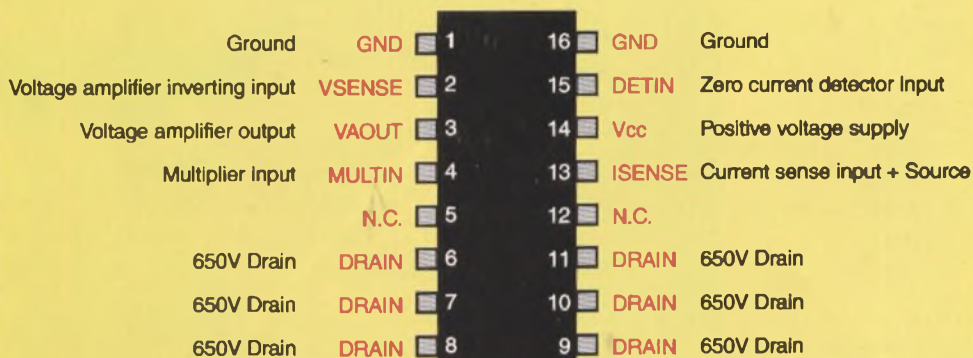 Ground GND 1 16 GND Ground
Voltage amplifier inverting input VSENSE 2 15 DETIN Zero current detector Input
Voltage amplifier output VAOUT 3 14 Vcc Positive voltage supply
Multiplier Input MULTIN 4 13 ISENSE Current sense input + Source
N.C. 5 12 N.C.
650V Drain DRAIN 6 11 DRAIN 650V Drain
650V Drain DRAIN 7 10 DRAIN 650V Drain
650V Drain DRAIN 8 9 DRAIN 650V Drain